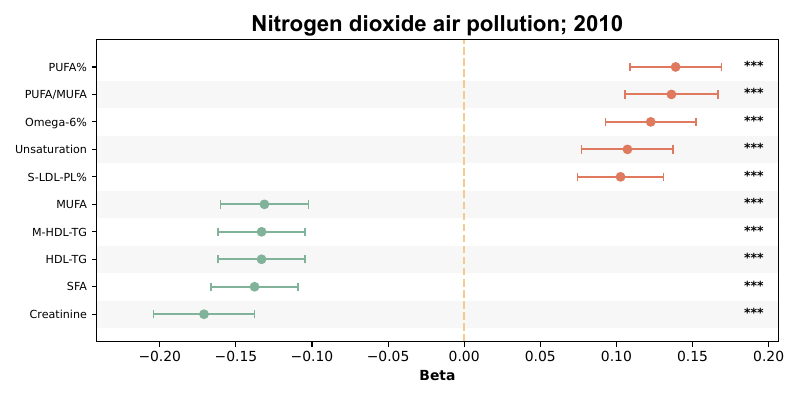 Nitrogen dioxide air pollution; 2010
PUFA% ***
PUFA/MUFA ***
Omega-6% ***
Unsaturation ***
S-LDL-PL% ***
MUFA ***
M-HDL-TG ***
HDL-TG ***
SFA ***
Creatinine ***
−0.20 −0.15 −0.10 −0.05 0.00 0.05 0.10 0.15 0.20
Beta